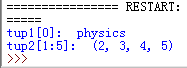 ================ RESTART:
=====
tup1[0]:  physics
tup2[1:5]:  (2, 3, 4, 5)
>>>